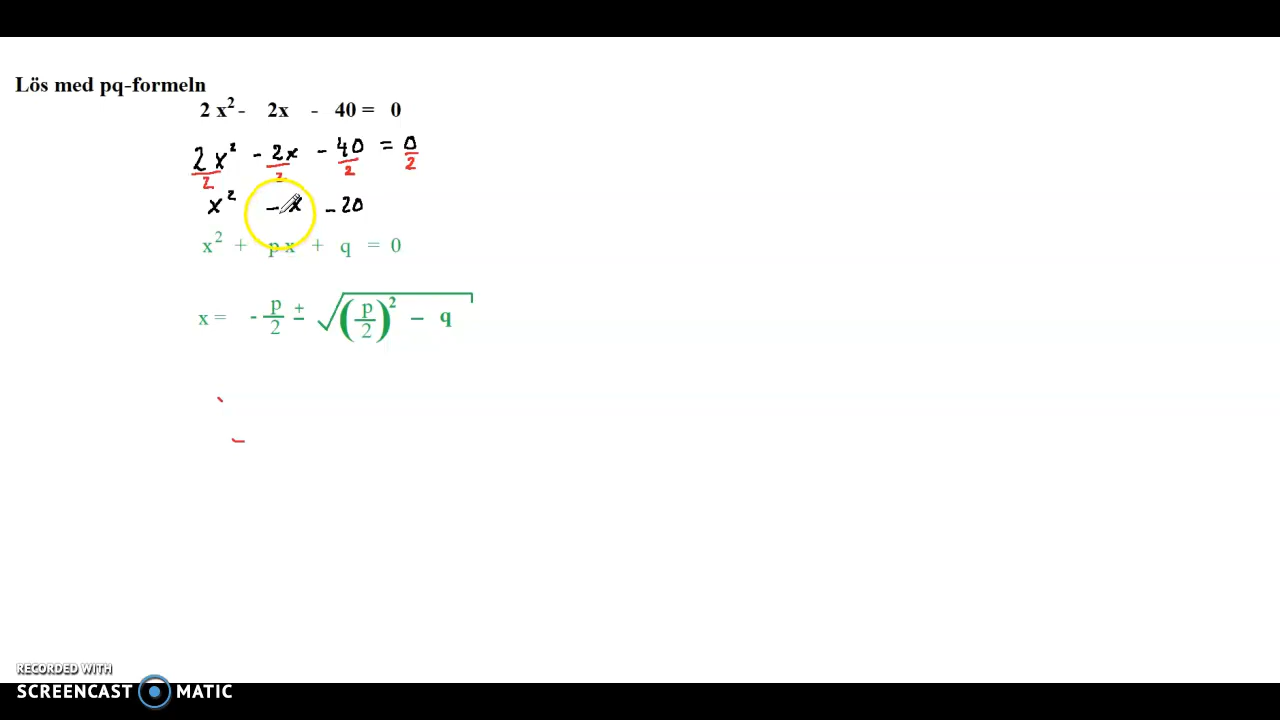 Lös med pq-formeln
2 x² - 2x - 40 = 0
2x²/2 - 2x/2 - 40/2 = 0/2
x² - x - 20
x² + px + q = 0
x = - p/2 ± √(p/2)² - q
RECORDED WITH
SCREENCAST MATIC